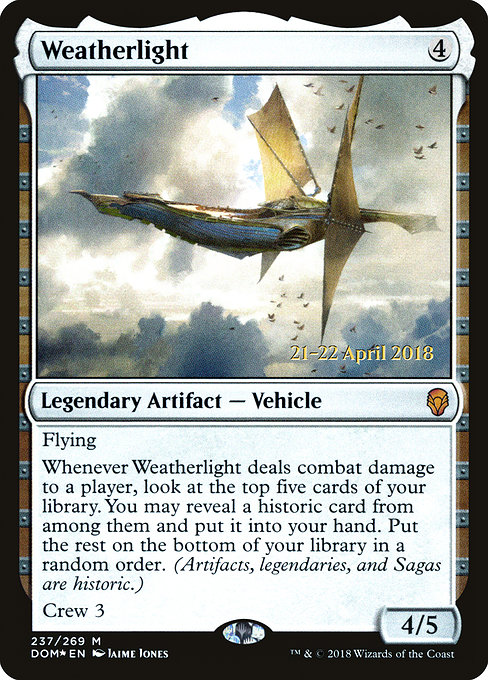 Weatherlight 4
21–22 April 2018
Legendary Artifact — Vehicle
Flying
Whenever Weatherlight deals combat damage
to a player, look at the top five cards of your
library. You may reveal a historic card from
among them and put it into your hand. Put
the rest on the bottom of your library in a
random order. (Artifacts, legendaries, and Sagas
are historic.)
Crew 3
4/5
237/269 M
DOM★EN Jaime Jones
™ & © 2018 Wizards of the Coast